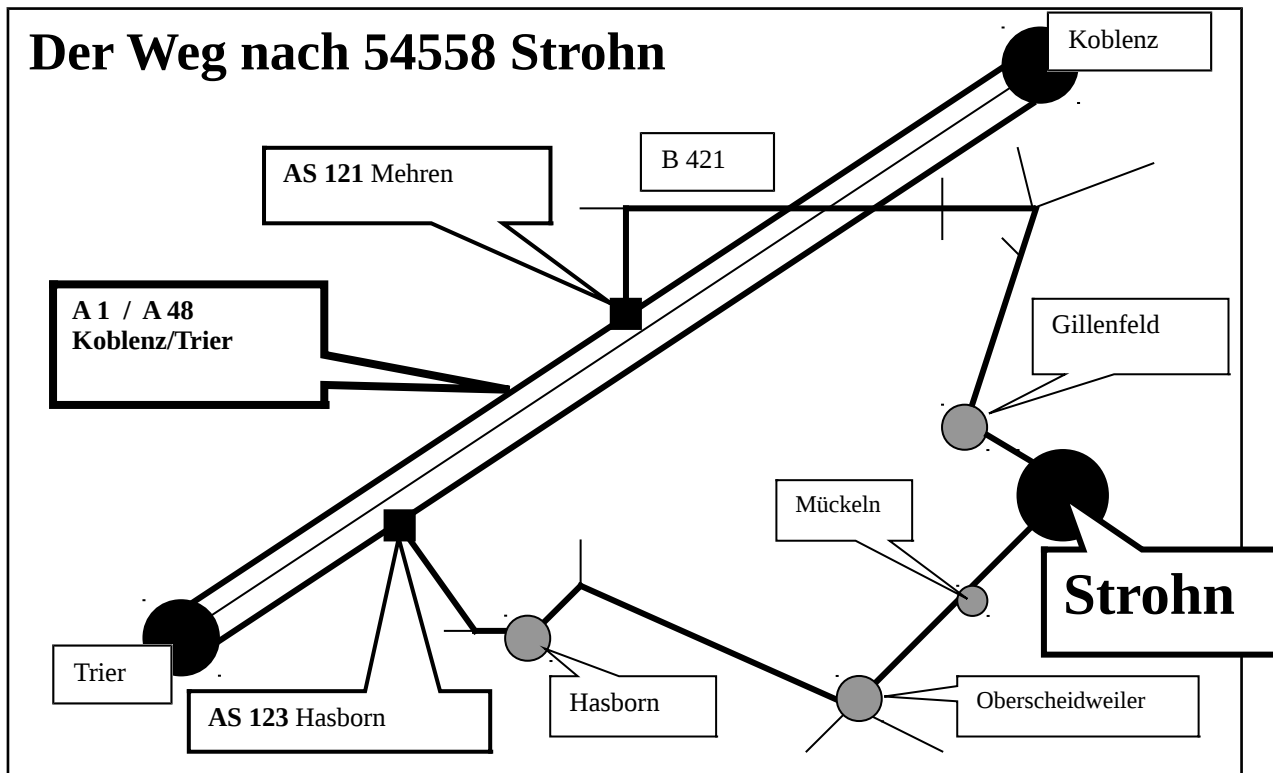 Der Weg nach 54558 Strohn
Koblenz
B 421
AS 121 Mehren
A 1 / A 48
Koblenz/Trier
Gillenfeld
Mückeln
Strohn
Trier
AS 123 Hasborn
Hasborn
Oberscheidweiler